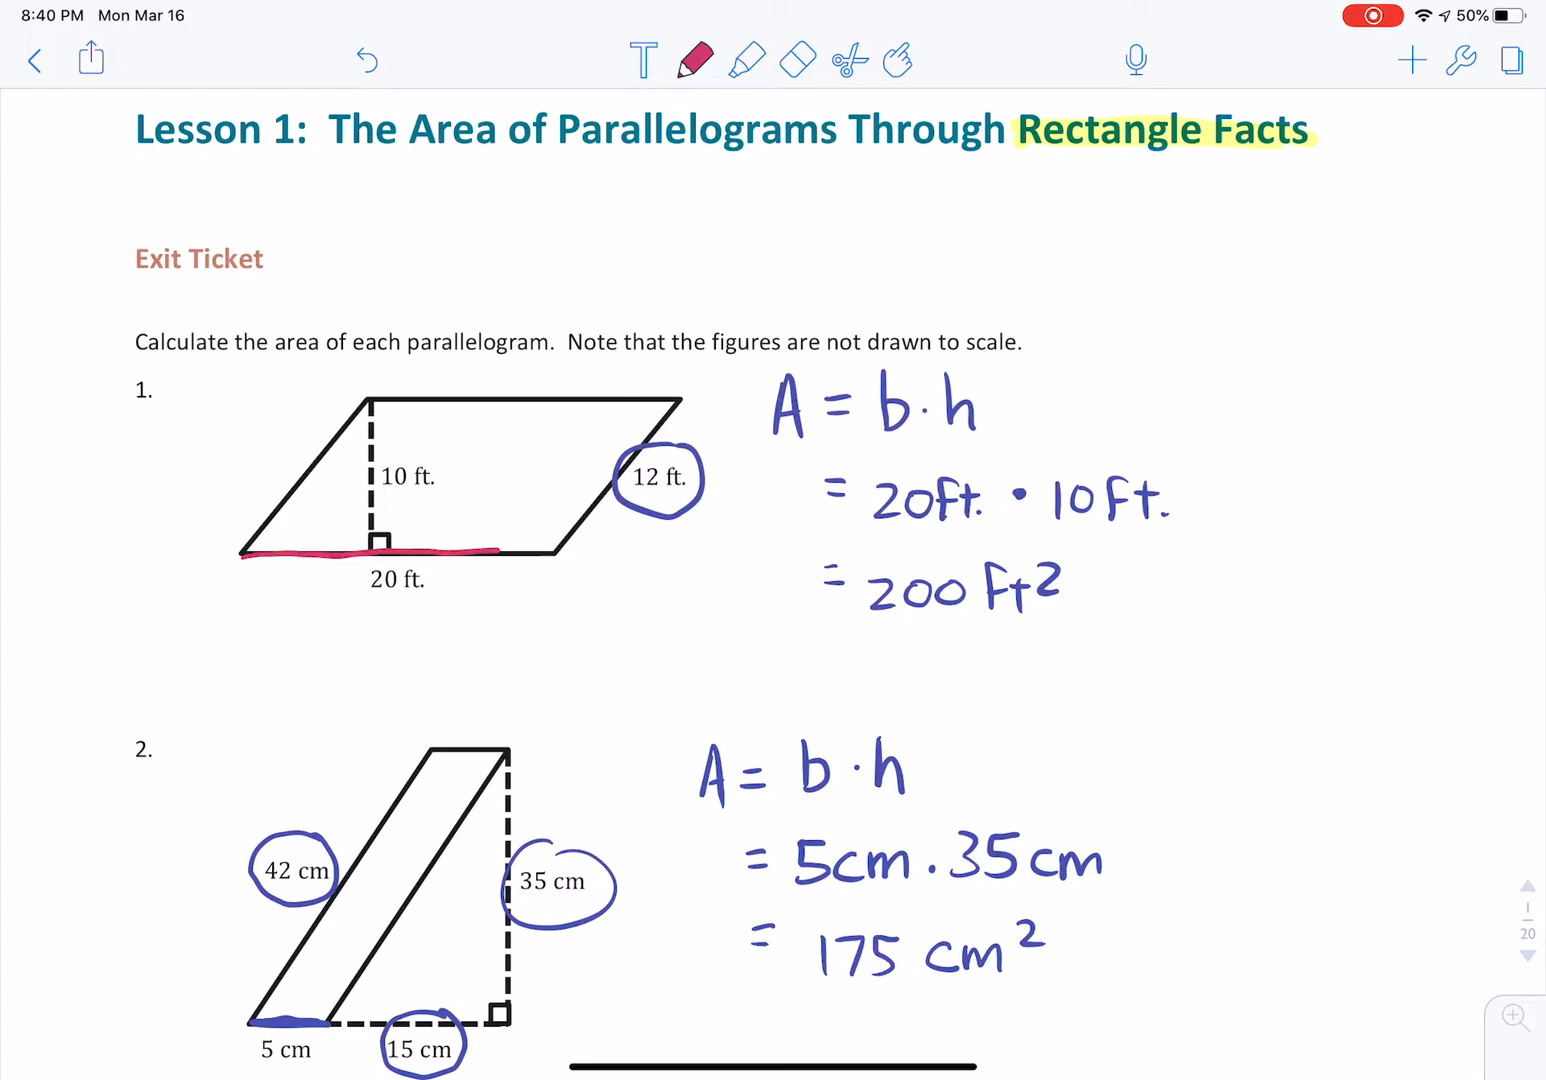 8:40 PM Mon Mar 16
50%
T
Lesson 1: The Area of Parallelograms Through Rectangle Facts
Exit Ticket
Calculate the area of each parallelogram. Note that the figures are not drawn to scale.
1.
10 ft.
12 ft.
20 ft.
A = b·h
= 20ft. • 10ft.
= 200 ft2
2.
42 cm
35 cm
5 cm
15 cm
A = b·h
= 5cm . 35cm
= 175 cm²
1
20